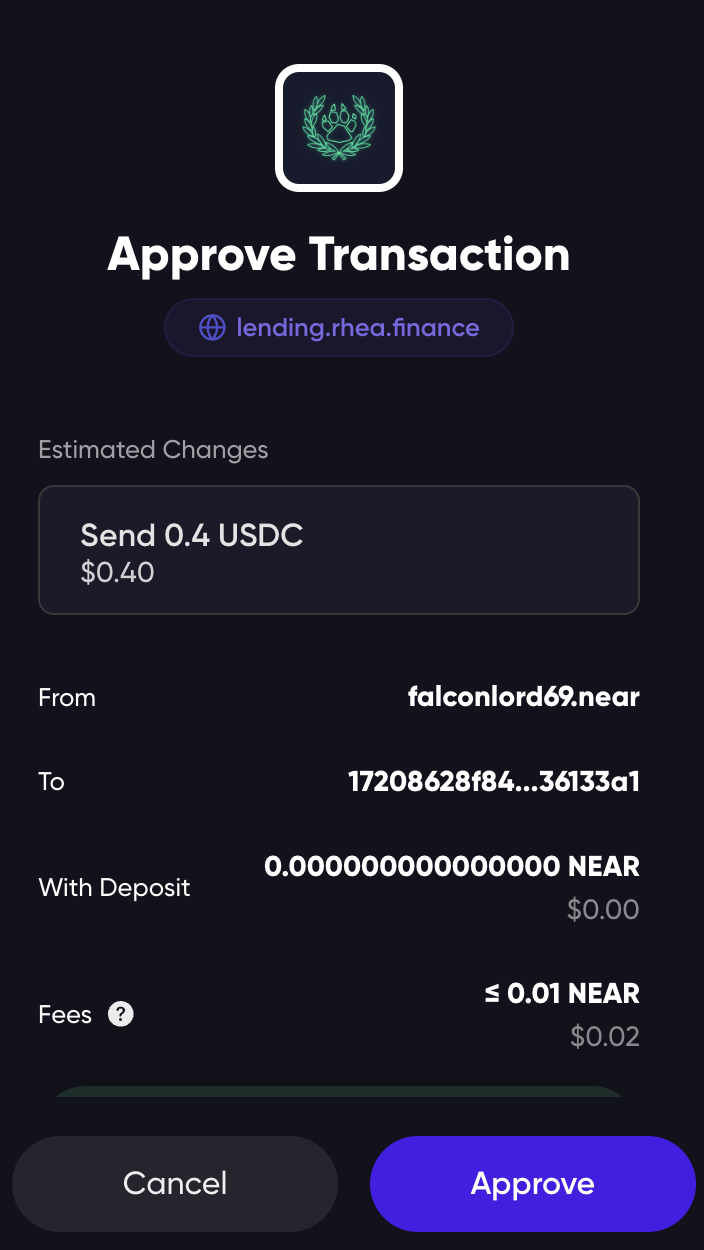 Approve Transaction
lending.rhea.finance
Estimated Changes
Send 0.4 USDC
$0.40
From
falconlord69.near
To
17208628f84...36133a1
With Deposit
0.000000000000000 NEAR
$0.00
Fees ?
≤ 0.01 NEAR
$0.02
Cancel
Approve